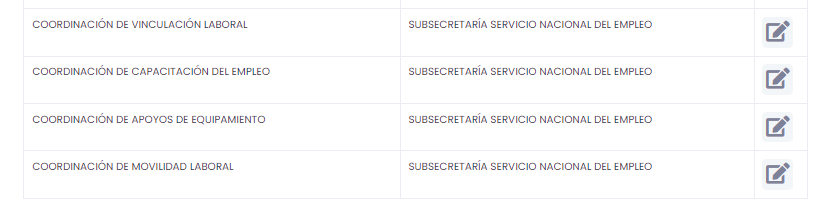 COORDINACIÓN DE VINCULACIÓN LABORAL SUBSECRETARÍA SERVICIO NACIONAL DEL EMPLEO
COORDINACIÓN DE CAPACITACIÓN DEL EMPLEO SUBSECRETARÍA SERVICIO NACIONAL DEL EMPLEO
COORDINACIÓN DE APOYOS DE EQUIPAMIENTO SUBSECRETARÍA SERVICIO NACIONAL DEL EMPLEO
COORDINACIÓN DE MOVILIDAD LABORAL SUBSECRETARÍA SERVICIO NACIONAL DEL EMPLEO